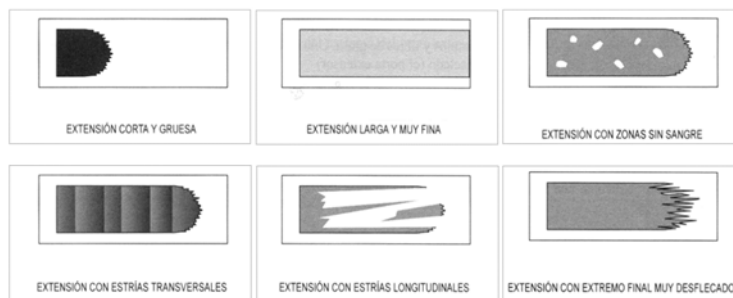 EXTENSIÓN CORTA Y GRUESA
EXTENSIÓN LARGA Y MUY FINA
EXTENSIÓN CON ZONAS SIN SANGRE
EXTENSIÓN CON ESTRÍAS TRANSVERSALES
EXTENSIÓN CON ESTRÍAS LONGITUDINALES
EXTENSIÓN CON EXTREMO FINAL MUY DESFLECADO